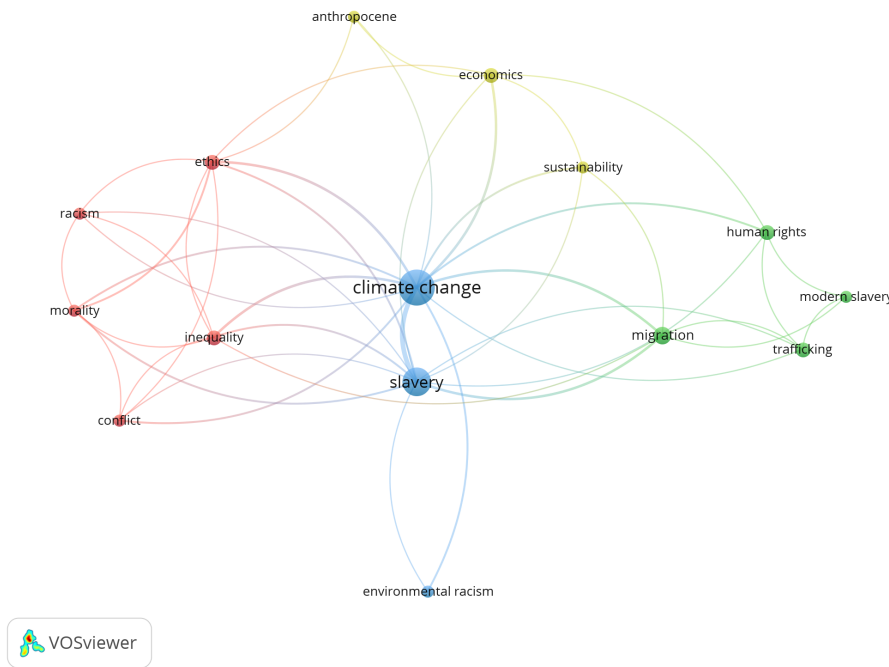 anthropocene
economics
ethics
sustainability
racism
human rights
climate change
modern slavery
morality
inequality
migration
trafficking
slavery
conflict
environmental racism
VOSviewer